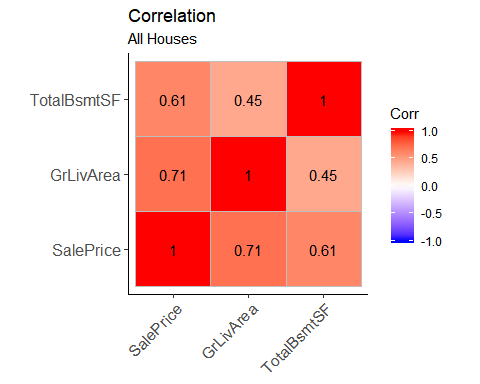 Correlation
All Houses
TotalBsmtSF 0.61 0.45 1
GrLivArea 0.71 1 0.45
SalePrice 1 0.71 0.61
SalePrice GrLivArea TotalBsmtSF
Corr
1.0
0.5
0.0
-0.5
-1.0